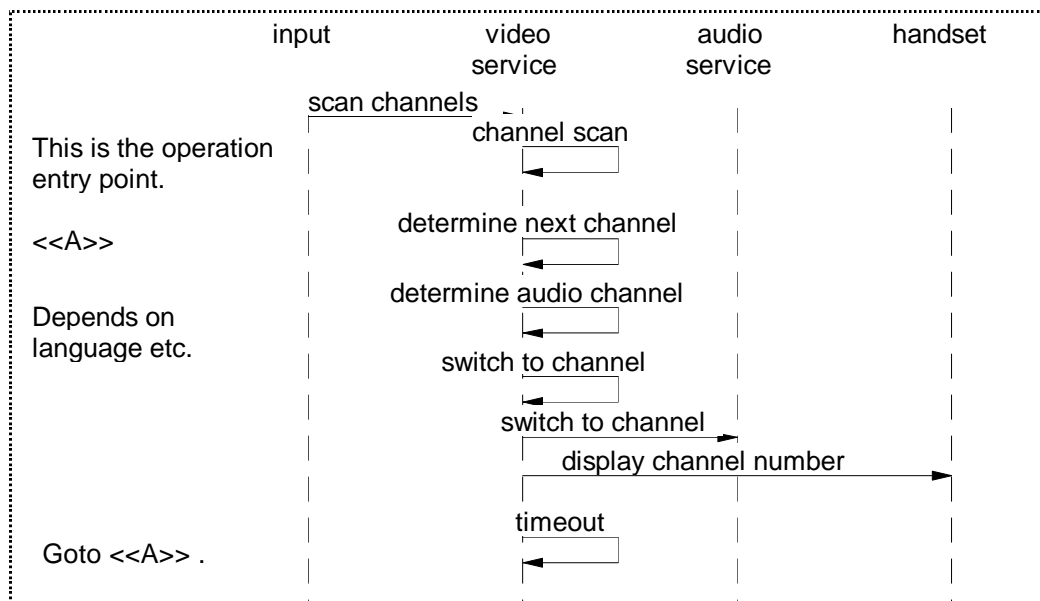 input
video
service
audio
service
handset
scan channels
channel scan
This is the operation
entry point.
determine next channel
<<A>>
determine audio channel
Depends on
language etc.
switch to channel
switch to channel
display channel number
timeout
Goto <<A>> .